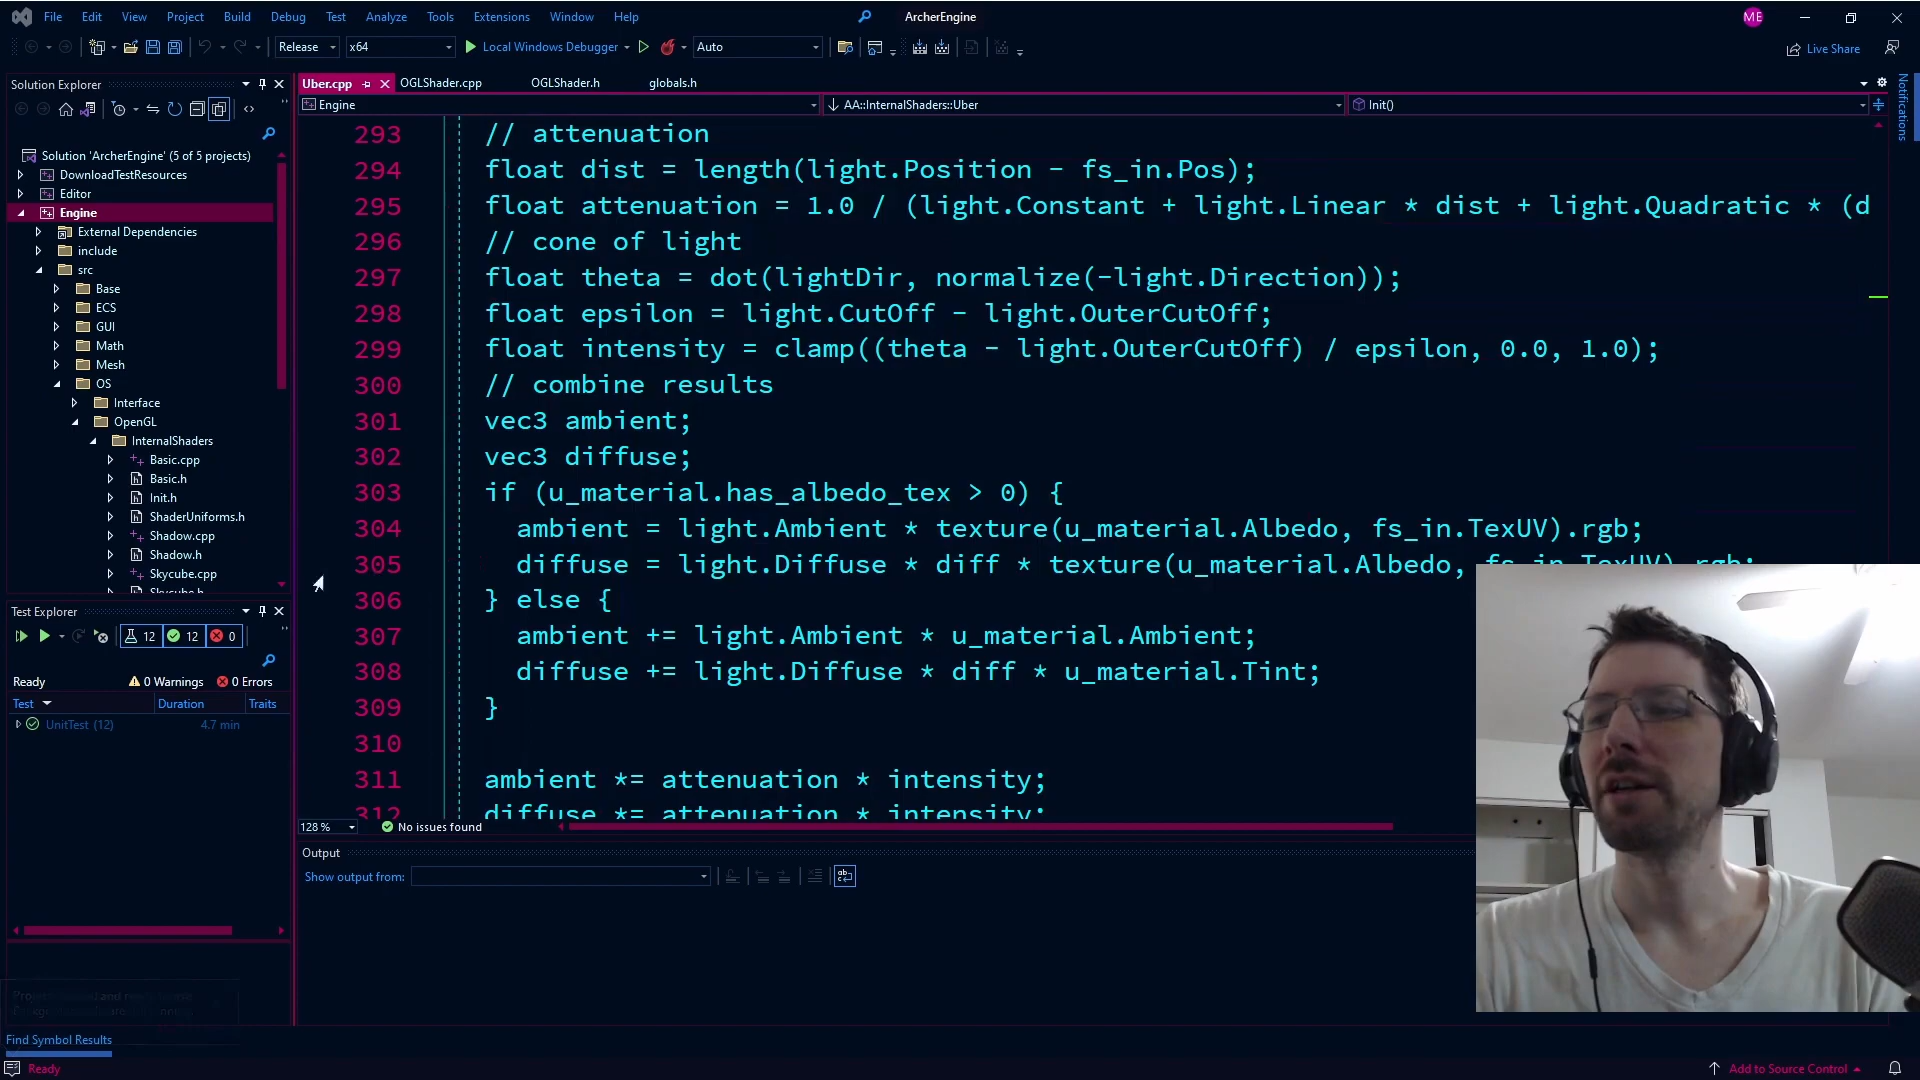 File Edit View Project Build Debug Test Analyze Tools Extensions Window Help ArcherEngine ME
Release x64 Local Windows Debugger Auto Live Share
Solution Explorer
Uber.cpp OGLShader.cpp OGLShader.h globals.h
Engine AA::InternalShaders::Uber Init()
Notifications
Solution 'ArcherEngine' (5 of 5 projects)
DownloadTestResources
Editor
Engine
External Dependencies
include
src
Base
ECS
GUI
Math
Mesh
OS
Interface
OpenGL
InternalShaders
Basic.cpp
Basic.h
Init.h
ShaderUniforms.h
Shadow.cpp
Shadow.h
Skycube.cpp
Skycube.h
293 // attenuation
294 float dist = length(light.Position - fs_in.Pos);
295 float attenuation = 1.0 / (light.Constant + light.Linear * dist + light.Quadratic * (d
296 // cone of light
297 float theta = dot(lightDir, normalize(-light.Direction));
298 float epsilon = light.CutOff - light.OuterCutOff;
299 float intensity = clamp((theta - light.OuterCutOff) / epsilon, 0.0, 1.0);
300 // combine results
301 vec3 ambient;
302 vec3 diffuse;
303 if (u_material.has_albedo_tex > 0) {
304 ambient = light.Ambient * texture(u_material.Albedo, fs_in.TexUV).rgb;
305 diffuse = light.Diffuse * diff * texture(u_material.Albedo, fs_in.TexUV).rgb;
306 } else {
307 ambient += light.Ambient * u_material.Ambient;
308 diffuse += light.Diffuse * diff * u_material.Tint;
309 }
310
311 ambient *= attenuation * intensity;
312 diffuse *= attenuation * intensity;
128 % No issues found
Test Explorer
12 12 0
Ready 0 Warnings 0 Errors
Test Duration Traits
UnitTest (12) 4.7 min
Output
Show output from:
Find Symbol Results
Ready Add to Source Control